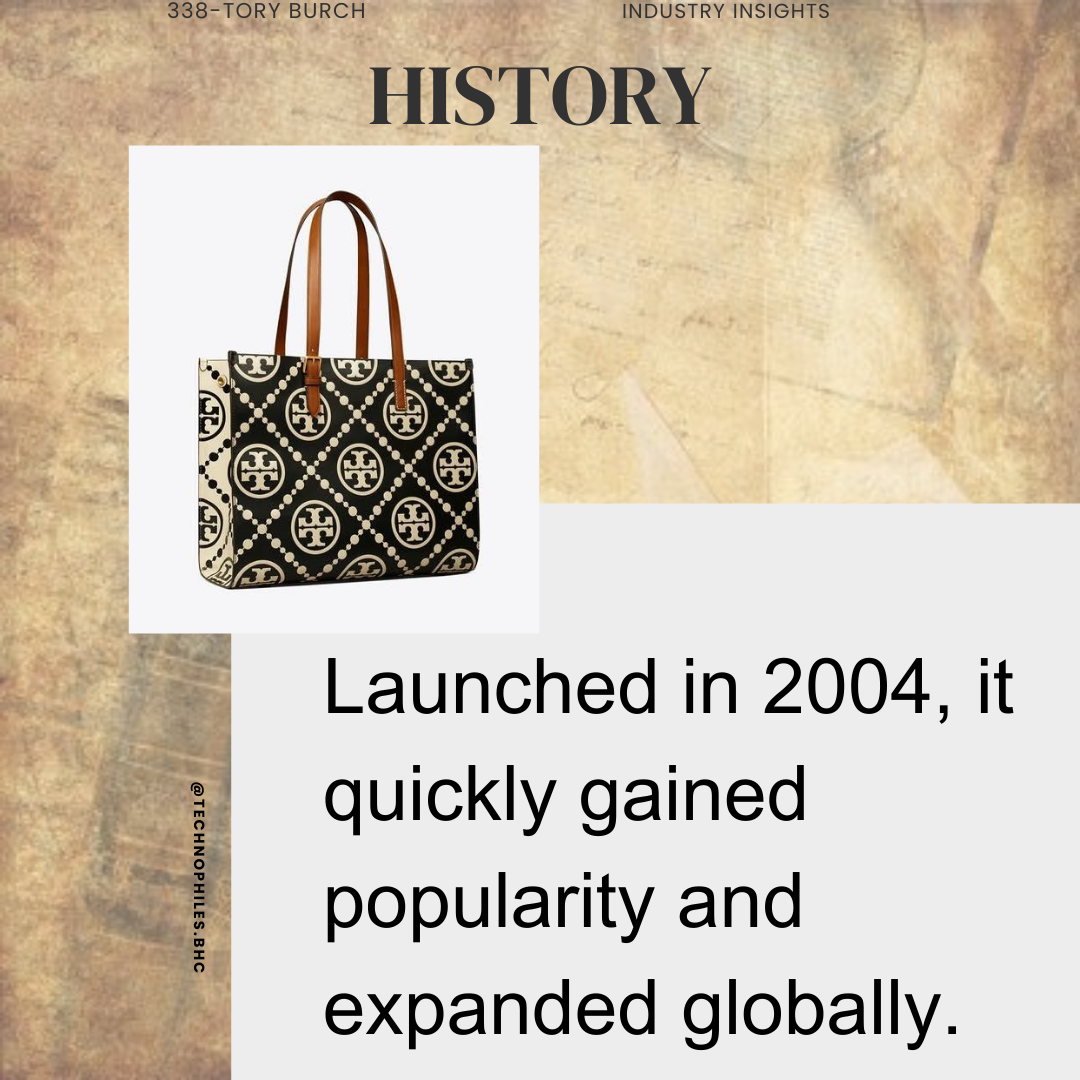 338-TORY BURCH
INDUSTRY INSIGHTS
HISTORY
Launched in 2004, it
quickly gained
popularity and
expanded globally.
@TECHNOPHILES.BHC